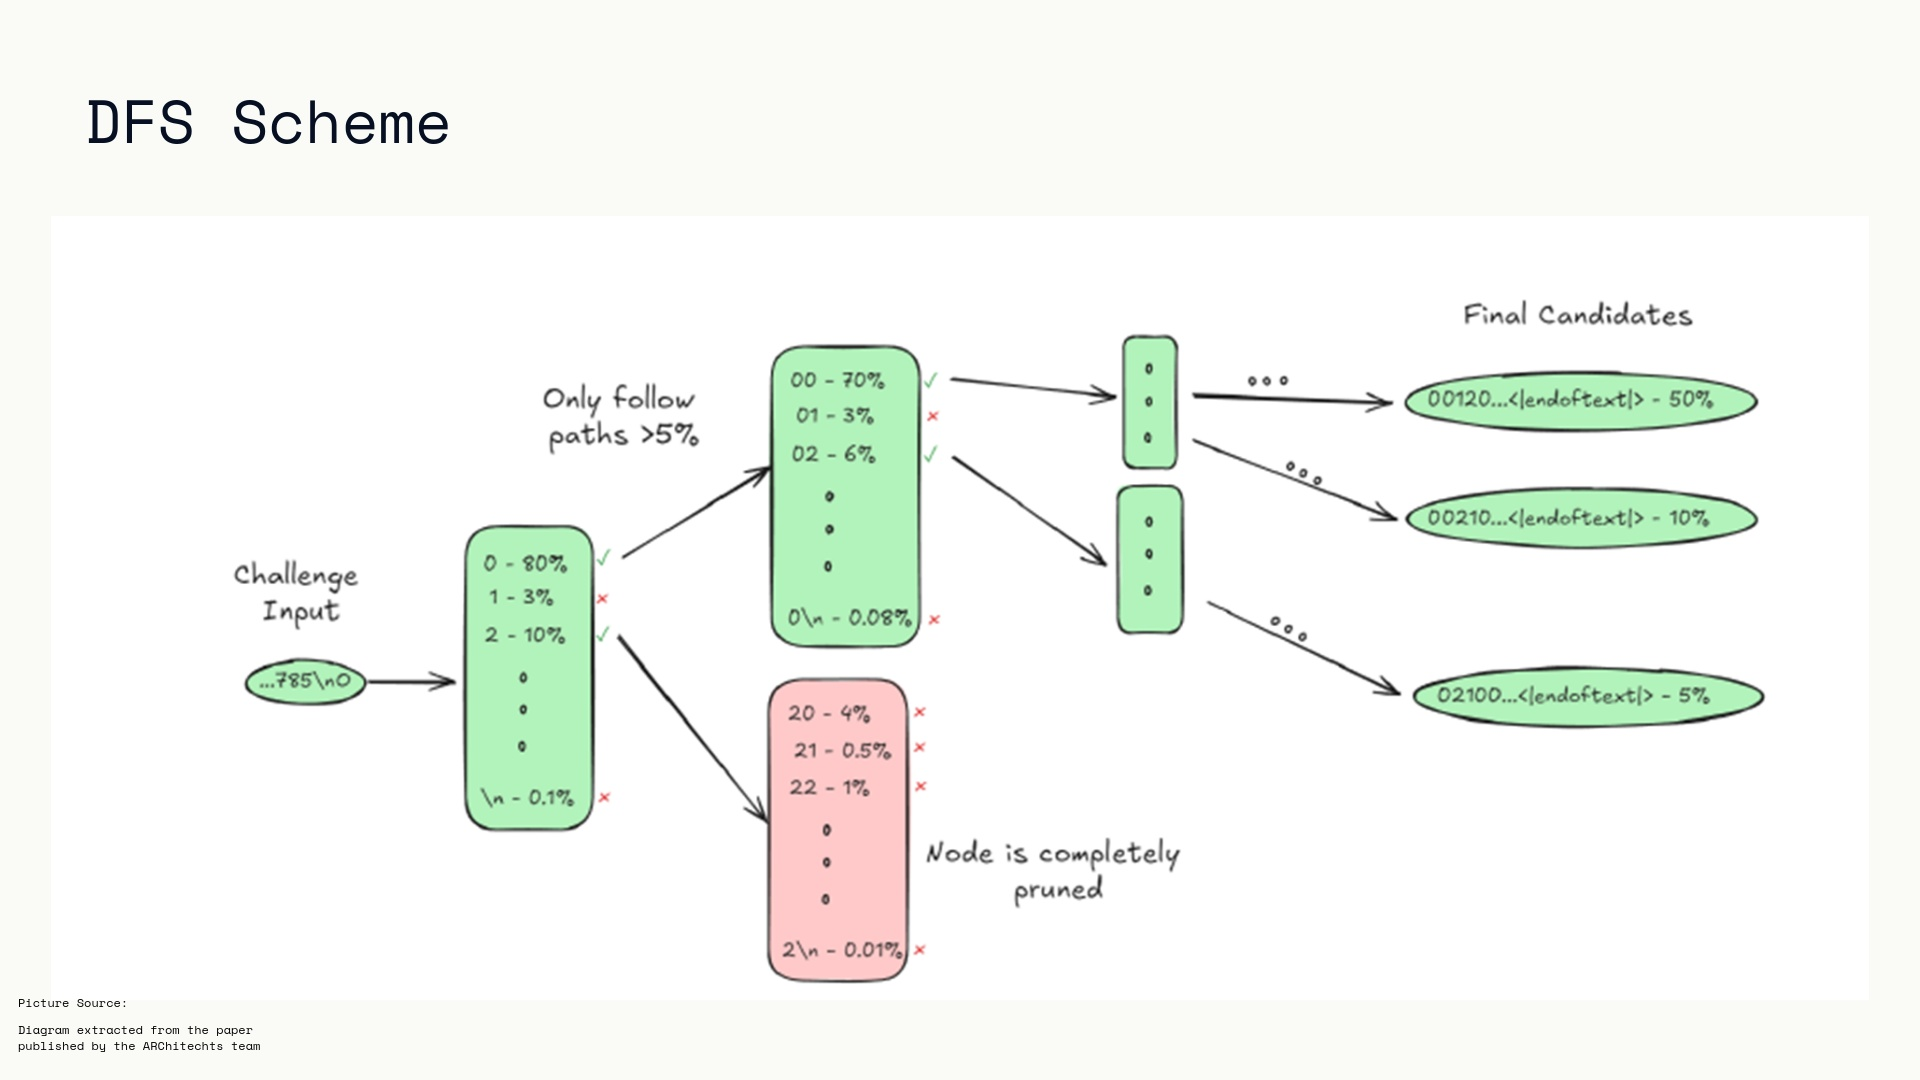 DFS Scheme
Challenge
Input
...785\n0
0 - 80%
1 - 3%
2 - 10%
\n - 0.1%
Only follow
paths >5%
00 - 70%
01 - 3%
02 - 6%
0\n - 0.08%
20 - 4%
21 - 0.5%
22 - 1%
2\n - 0.01%
Node is completely
pruned
Final Candidates
00120...<|endoftext|> - 50%
00210...<|endoftext|> - 10%
02100...<|endoftext|> - 5%
Picture Source:
Diagram extracted from the paper
published by the ARChitechts team